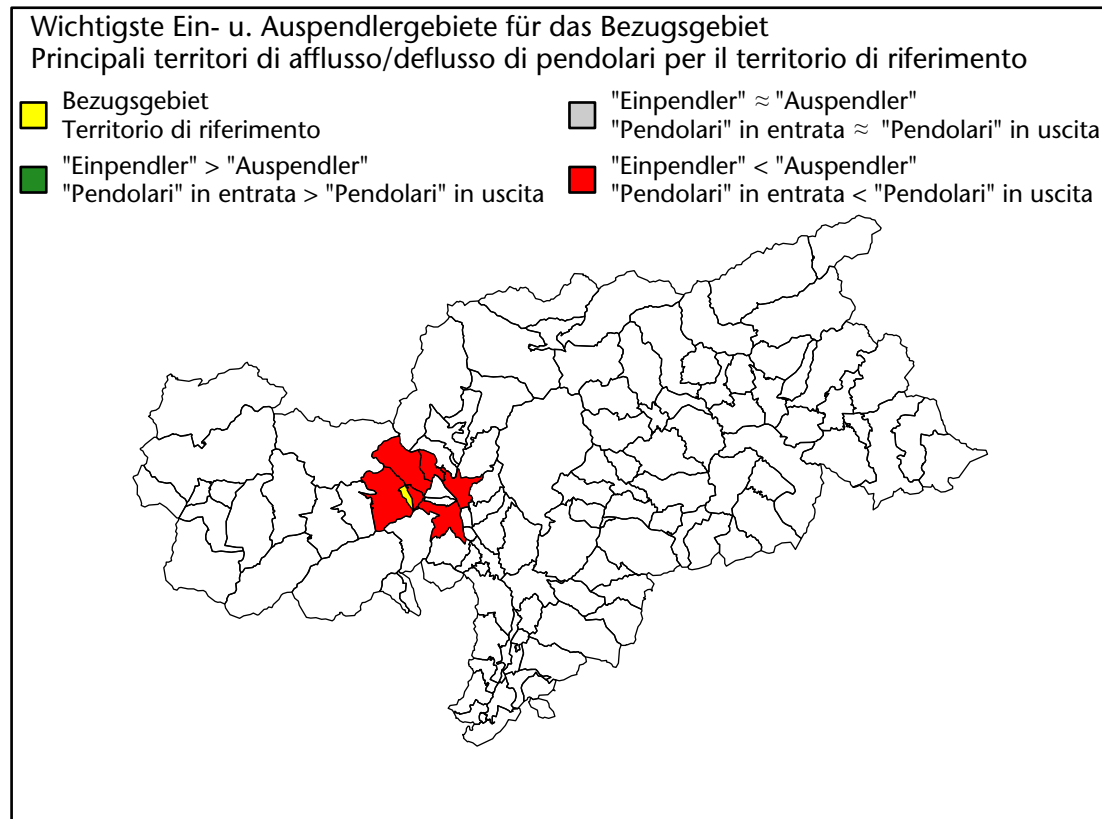 Wichtigste Ein- u. Auspendlergebiete für das Bezugsgebiet
Principali territori di afflusso/deflusso di pendolari per il territorio di riferimento
Bezugsgebiet
Territorio di riferimento
"Einpendler" > "Auspendler"
"Pendolari" in entrata > "Pendolari" in uscita
"Einpendler" ≈ "Auspendler"
"Pendolari" in entrata ≈ "Pendolari" in uscita
"Einpendler" < "Auspendler"
"Pendolari" in entrata < "Pendolari" in uscita